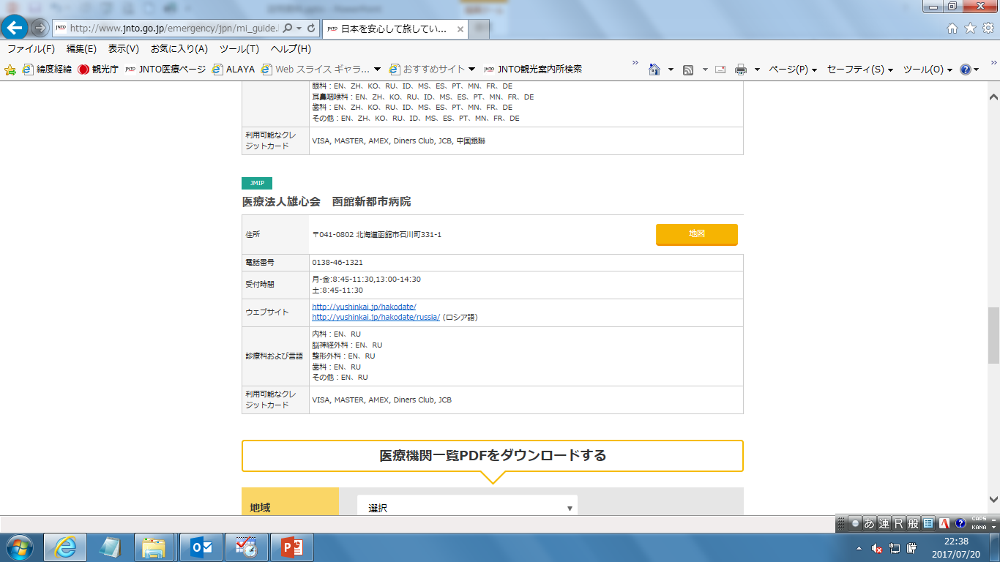 http://www.jnto.go.jp/emergency/jpn/mi_guide.
JNTO 日本を安心して旅してい...
ファイル(F) 編集(E) 表示(V) お気に入り(A) ツール(T) ヘルプ(H)
緯度経緯 観光庁 JNTO医療ページ ALAYA Web スライス ギャラ... おすすめサイト JNTO観光案内所検索 ページ(P) セーフティ(S) ツール(O)
眼科：EN、ZH、KO、RU、ID、MS、ES、PT、MN、FR、DE
耳鼻咽喉科：EN、ZH、KO、RU、ID、MS、ES、PT、MN、FR、DE
歯科：EN、ZH、KO、RU、ID、MS、ES、PT、MN、FR、DE
その他：EN、ZH、KO、RU、ID、MS、ES、PT、MN、FR、DE
利用可能なクレ
ジットカード
VISA, MASTER, AMEX, Diners Club, JCB, 中国銀聯
JMIP
医療法人雄心会　函館新都市病院
住所
〒041-0802 北海道函館市石川町331-1
地図
電話番号
0138-46-1321
受付時間
月-金:8:45-11:30,13:00-14:30
土:8:45-11:30
ウェブサイト
http://yushinkai.jp/hakodate/
http://yushinkai.jp/hakodate/russia/ (ロシア語)
診療科および言語
内科：EN、RU
脳神経外科：EN、RU
整形外科：EN、RU
歯科：EN、RU
その他：EN、RU
利用可能なクレ
ジットカード
VISA, MASTER, AMEX, Diners Club, JCB
医療機関一覧PDFをダウンロードする
地域
選択
あ 連 R 般 CAPS
KANA
22:38
2017/07/20